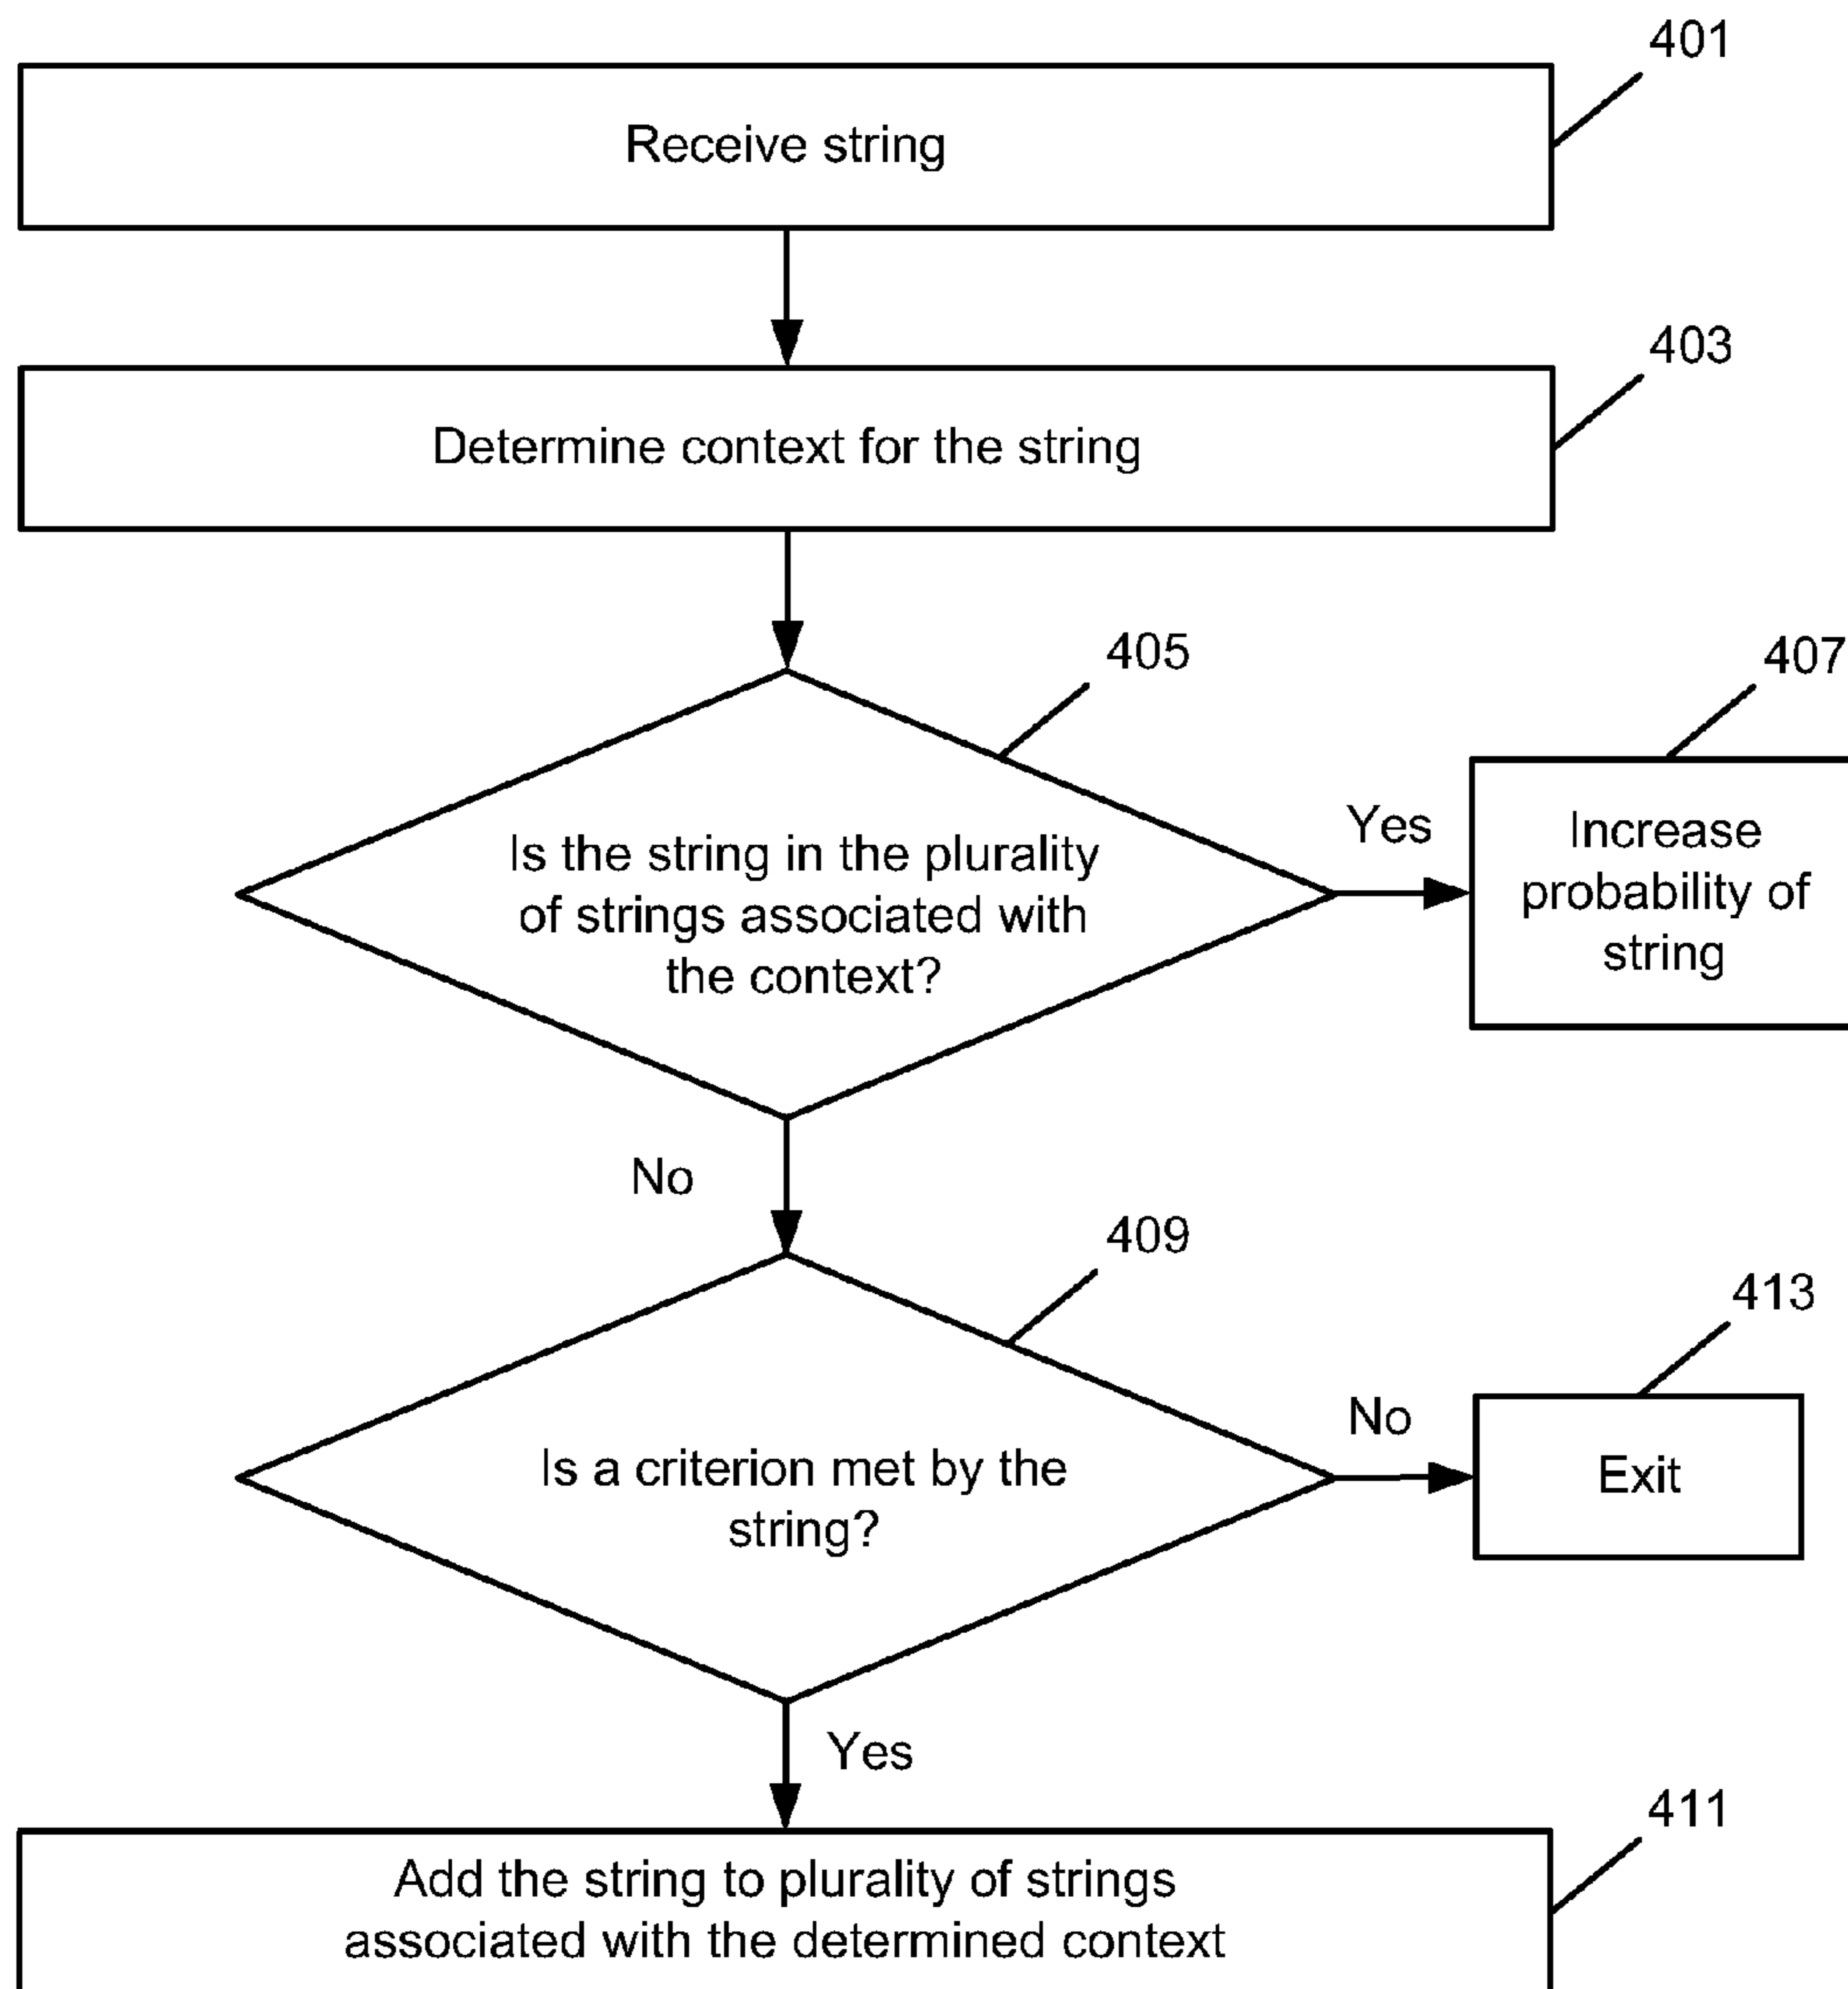 401
Receive string
403
Determine context for the string
405
407
Is the string in the plurality
of strings associated with
the context?
Yes
Increase
probability of
string
No
409
413
Is a criterion met by the
string?
No
Exit
Yes
411
Add the string to plurality of strings
associated with the determined context